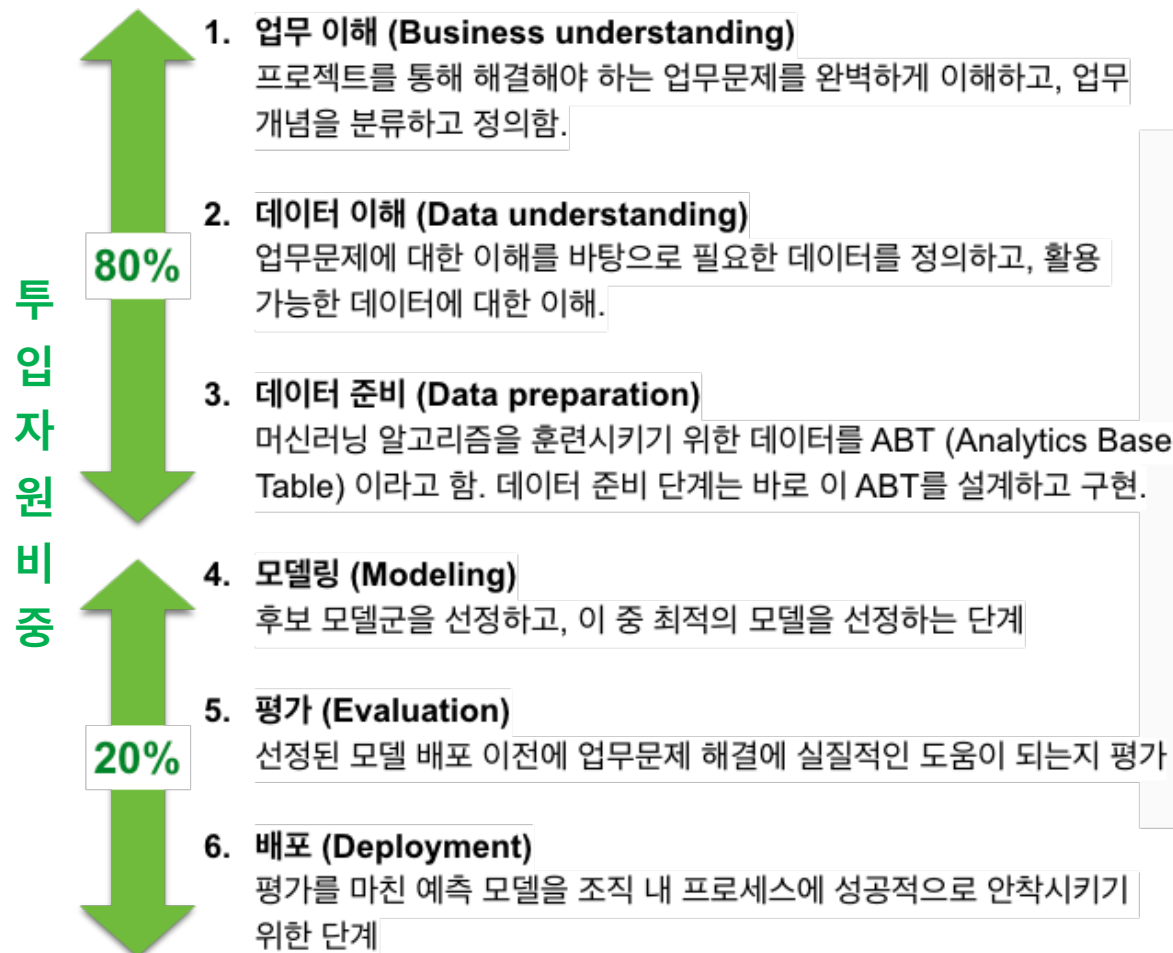 1. 업무 이해 (Business understanding)
프로젝트를 통해 해결해야 하는 업무문제를 완벽하게 이해하고, 업무
개념을 분류하고 정의함.
2. 데이터 이해 (Data understanding)
업무문제에 대한 이해를 바탕으로 필요한 데이터를 정의하고, 활용
가능한 데이터에 대한 이해.
80%
3. 데이터 준비 (Data preparation)
머신러닝 알고리즘을 훈련시키기 위한 데이터를 ABT (Analytics Base
Table) 이라고 함. 데이터 준비 단계는 바로 이 ABT를 설계하고 구현.
투
입
자
원
비
중
4. 모델링 (Modeling)
후보 모델군을 선정하고, 이 중 최적의 모델을 선정하는 단계
5. 평가 (Evaluation)
선정된 모델 배포 이전에 업무문제 해결에 실질적인 도움이 되는지 평가
20%
6. 배포 (Deployment)
평가를 마친 예측 모델을 조직 내 프로세스에 성공적으로 안착시키기
위한 단계